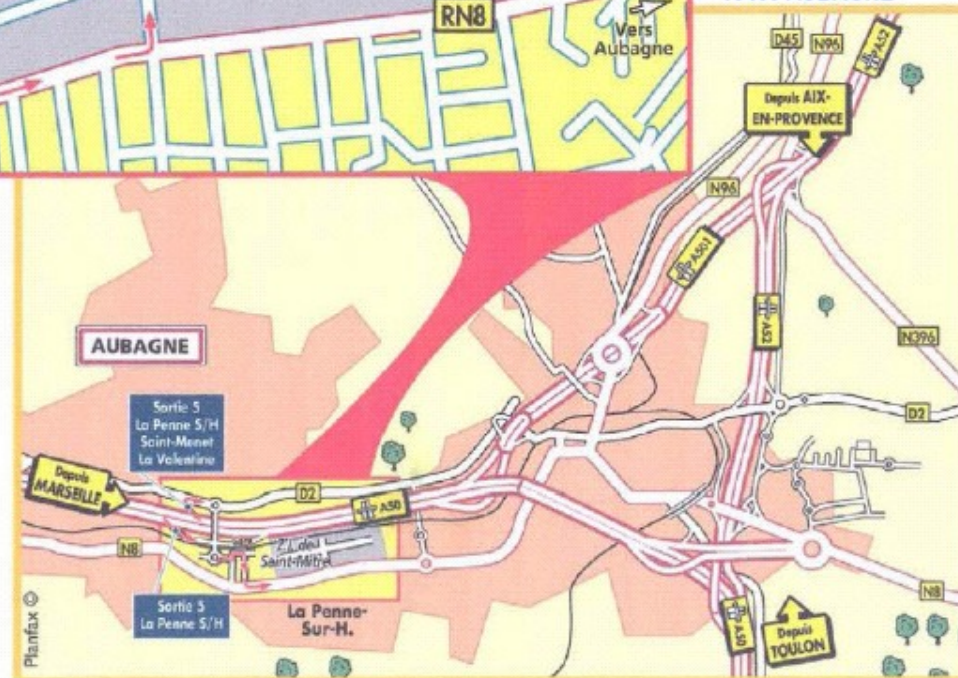 RN8
Vers
Aubagne
D45
N96
A52
Depuis AIX-
EN-PROVENCE
N96
A501
A52
N396
AUBAGNE
D2
Sortie 5
La Penne S/H
Saint-Menet
La Valentine
Depuis
MARSEILLE
D2
A50
N8
Z.I. de
Saint-Mitre
Sortie 5
La Penne S/H
La Penne-
Sur-H.
N8
A50
Depuis
TOULON
Planfax ©